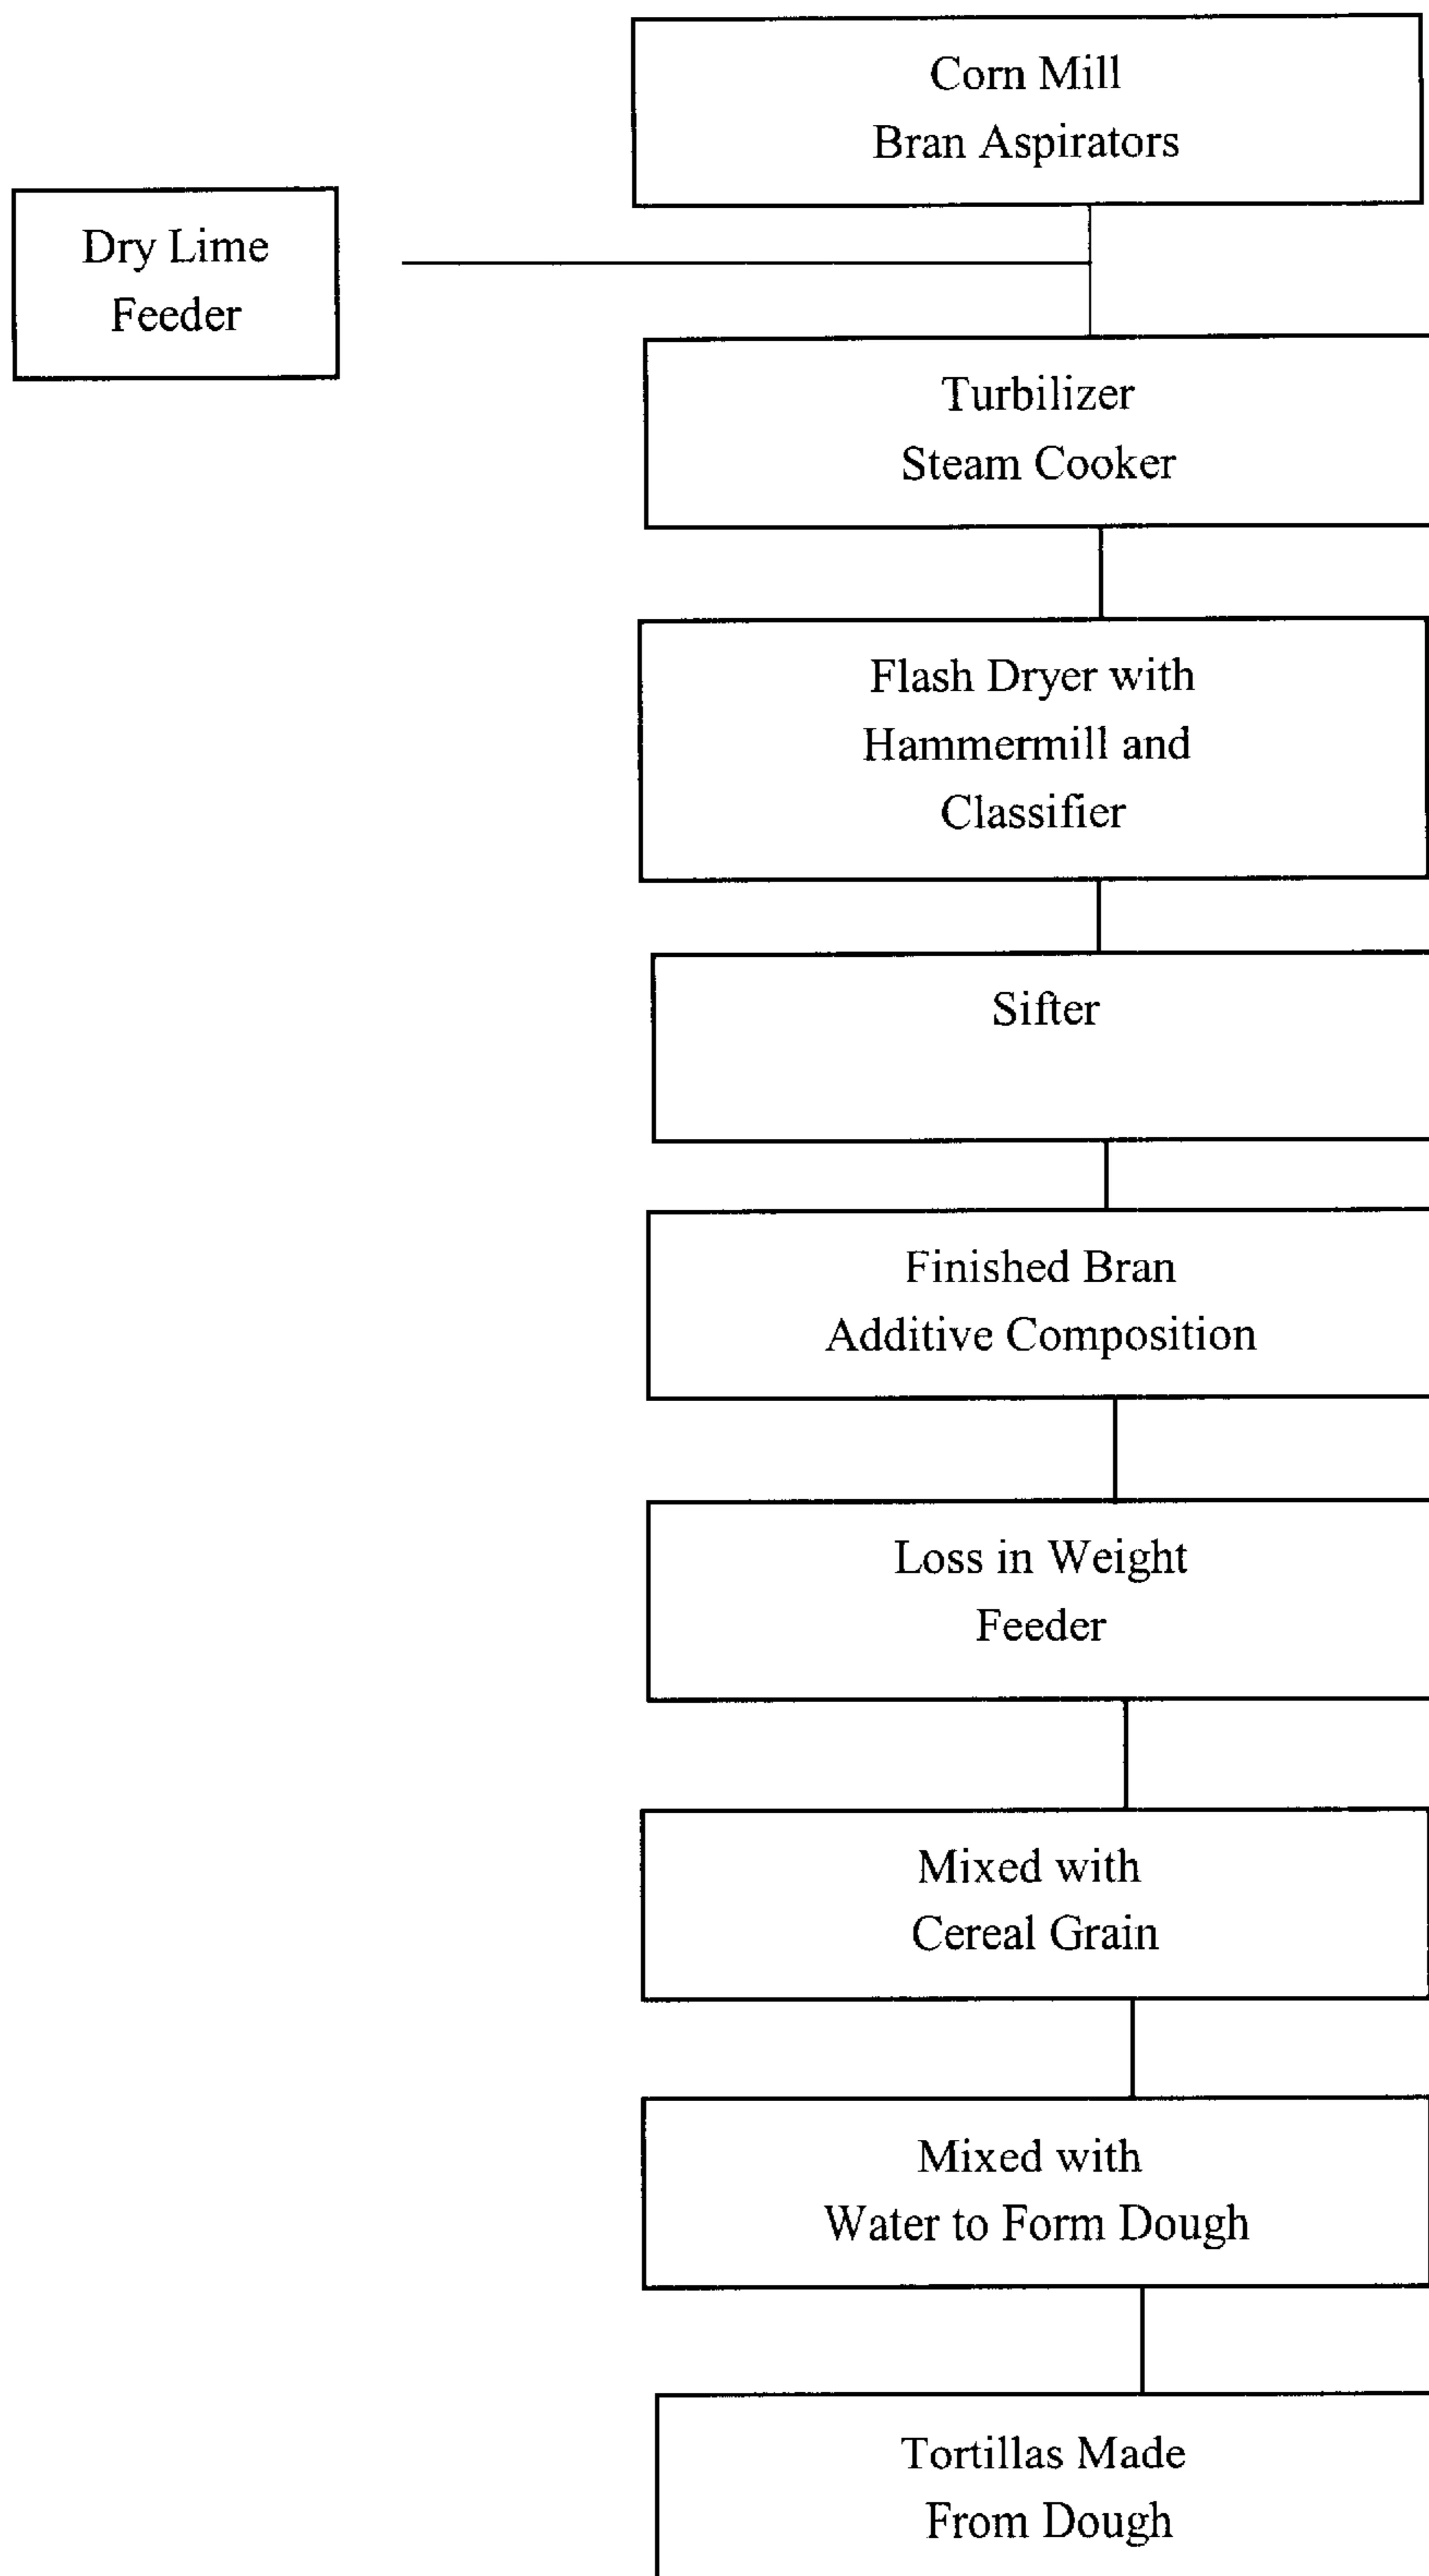 Corn Mill
Bran Aspirators
Dry Lime
Feeder
Turbilizer
Steam Cooker
Flash Dryer with
Hammermill and
Classifier
Sifter
Finished Bran
Additive Composition
Loss in Weight
Feeder
Mixed with
Cereal Grain
Mixed with
Water to Form Dough
Tortillas Made
From Dough